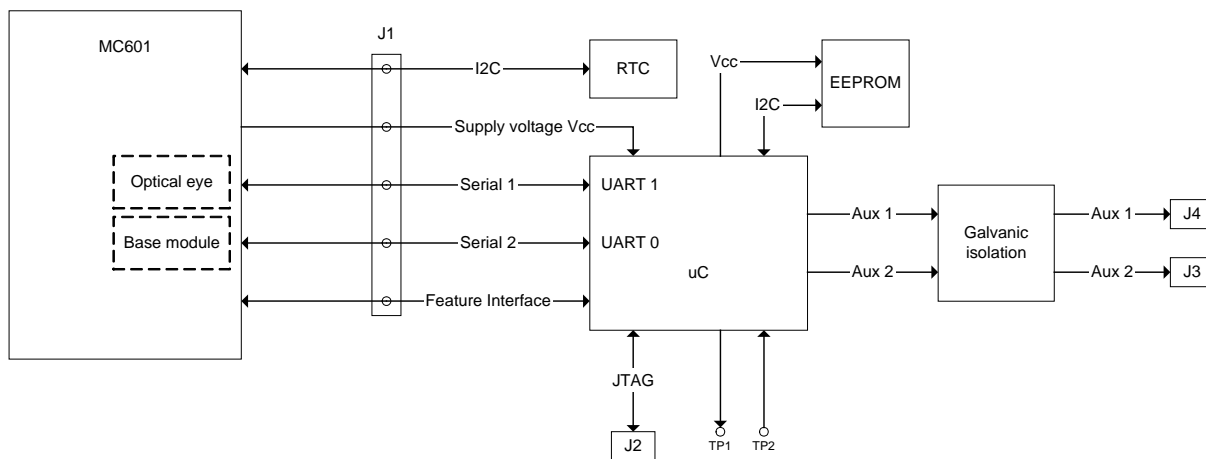 MC601
J1
I2C
RTC
Vcc
EEPROM
I2C
Supply voltage Vcc
Optical eye
Serial 1
UART 1
Base module
Serial 2
UART 0
uC
Feature Interface
Aux 1
Aux 2
Galvanic
isolation
Aux 1
J4
Aux 2
J3
JTAG
J2
TP1
TP2